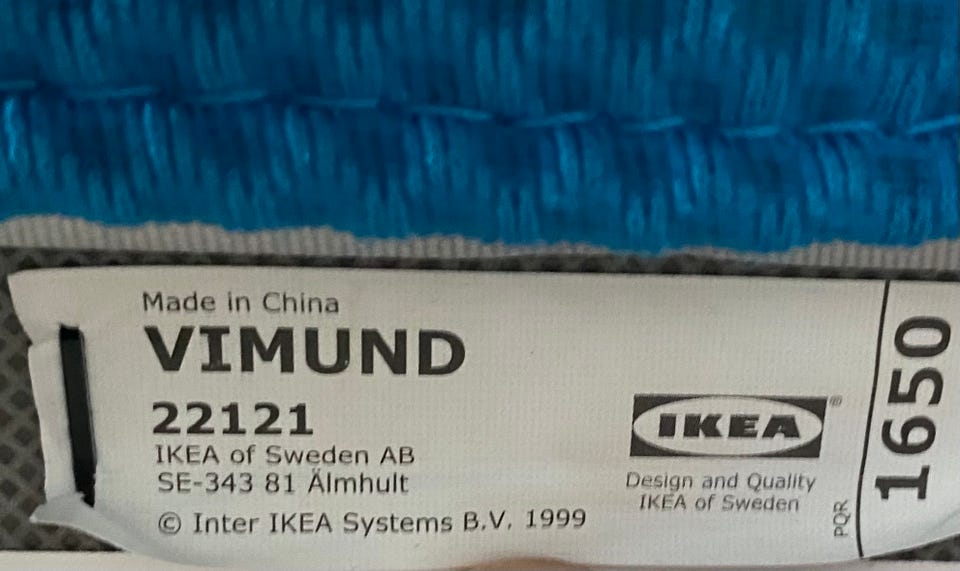 Made in China
VIMUND
22121
IKEA of Sweden AB
SE-343 81 Älmhult
© Inter IKEA Systems B.V. 1999
IKEA®
Design and Quality
IKEA of Sweden
PQR
1650